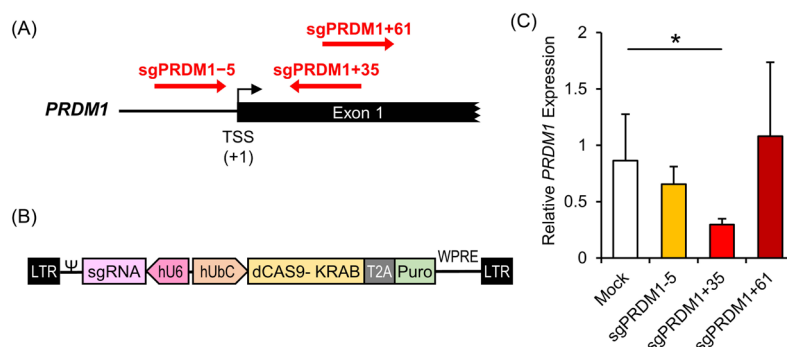 (A)
sgPRDM1+61
sgPRDM1−5
sgPRDM1+35
PRDM1
Exon 1
TSS
(+1)
(B)
LTR
Ψ
sgRNA
hU6
hUbC
dCAS9- KRAB
T2A
Puro
WPRE
LTR
(C)
Relative PRDM1 Expression
2
1.5
1
0.5
0
*
Mock
sgPRDM1-5
sgPRDM1+35
sgPRDM1+61